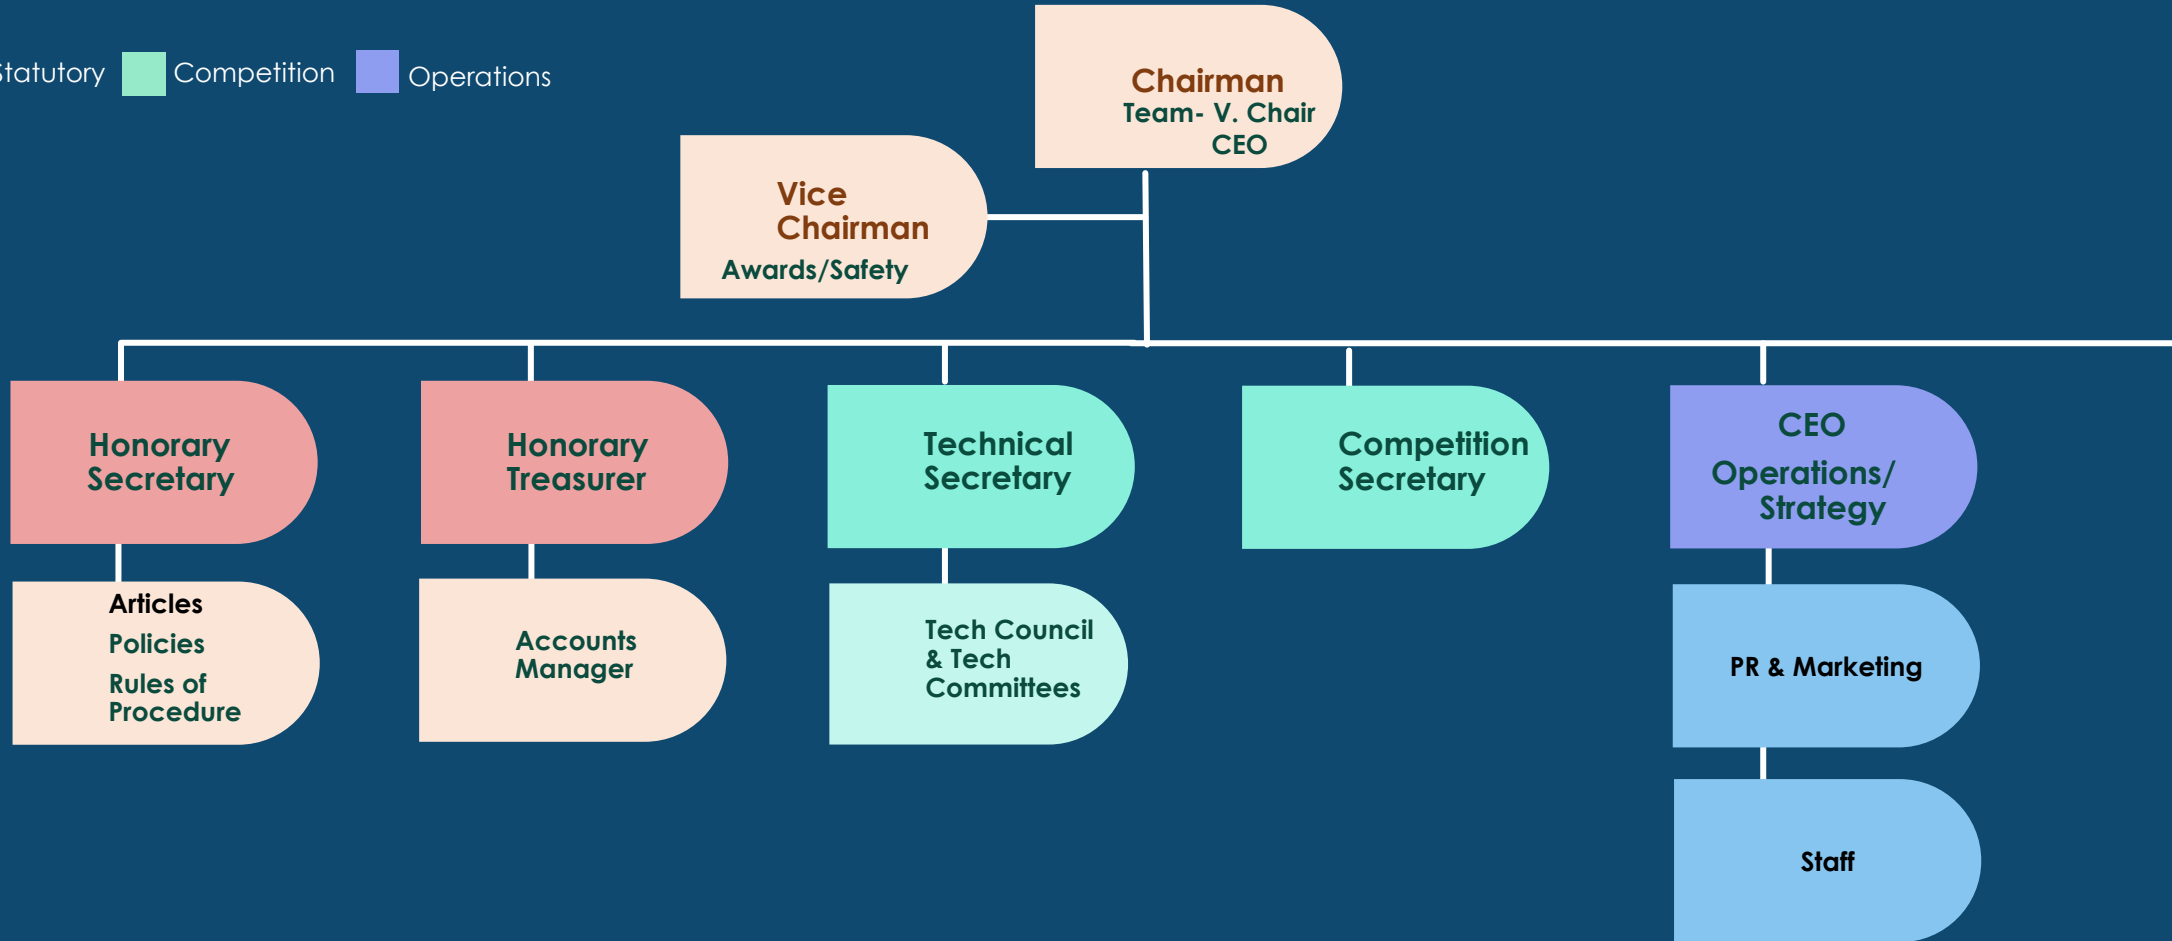 Statutory
Competition
Operations
Chairman
Team- V. Chair
CEO
Vice
Chairman
Awards/Safety
Honorary
Secretary
Honorary
Treasurer
Technical
Secretary
Competition
Secretary
CEO
Operations/
Strategy
Articles
Policies
Rules of
Procedure
Accounts
Manager
Tech Council
& Tech
Committees
PR & Marketing
Staff